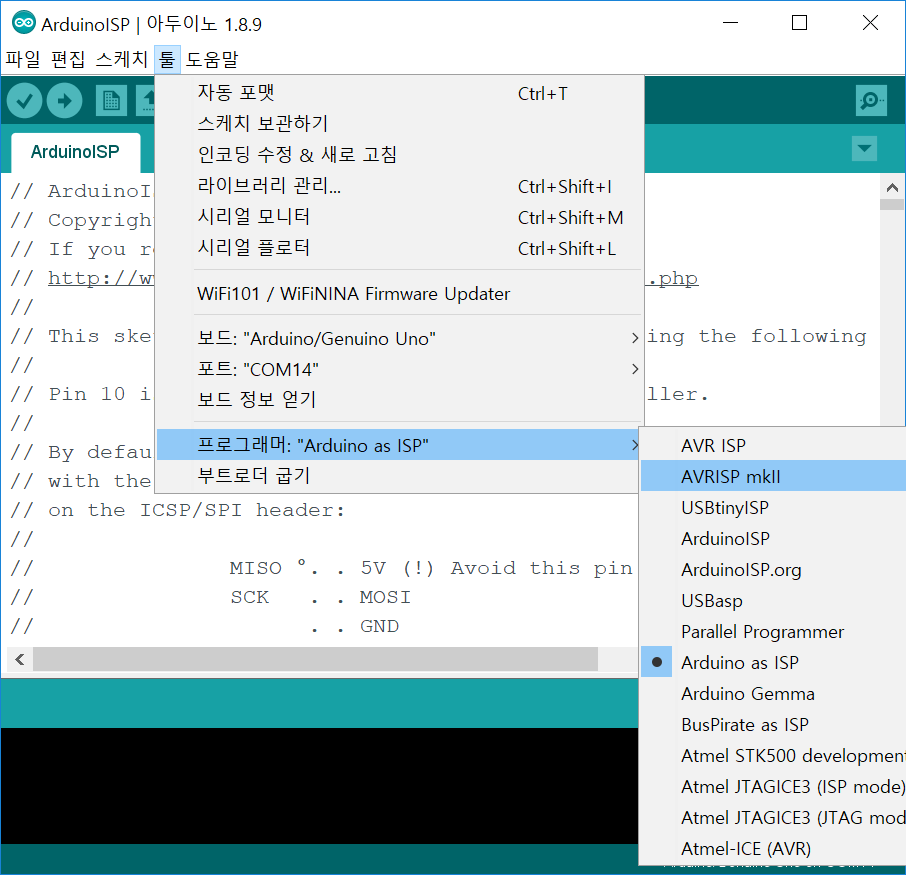 ArduinoISP | 아두이노 1.8.9
파일 편집 스케치 툴 도움말
자동 포맷 Ctrl+T
스케치 보관하기
인코딩 수정 & 새로 고침
라이브러리 관리... Ctrl+Shift+I
시리얼 모니터 Ctrl+Shift+M
시리얼 플로터 Ctrl+Shift+L
WiFi101 / WiFiNINA Firmware Updater
보드: "Arduino/Genuino Uno"
포트: "COM14"
보드 정보 얻기
프로그래머: "Arduino as ISP"
부트로더 굽기
AVR ISP
AVRISP mkII
USBtinyISP
ArduinoISP
ArduinoISP.org
USBasp
Parallel Programmer
Arduino as ISP
Arduino Gemma
BusPirate as ISP
Atmel STK500 development
Atmel JTAGICE3 (ISP mode)
Atmel JTAGICE3 (JTAG mod
Atmel-ICE (AVR)
ArduinoISP
// ArduinoI
// Copyrigh
// If you r
// http://w .php
//
// This ske ing the following
//
// Pin 10 i ller.
//
// By defau
// with the
// on the ICSP/SPI header:
//
// MISO °. . 5V (!) Avoid this pin
// SCK . . MOSI
// . . GND